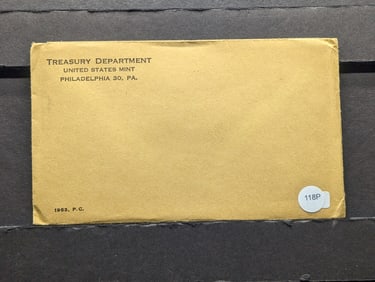 TREASURY DEPARTMENT
UNITED STATES MINT
PHILADELPHIA 30, PA.
1963, P.C.
118P